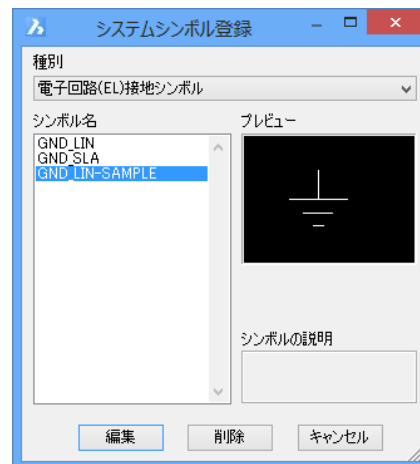 システムシンボル登録
種別
電子回路(EL)接地シンボル
シンボル名
プレビュー
GND_LIN
GND_SLA
GND_LIN-SAMPLE
シンボルの説明
編集
削除
キャンセル